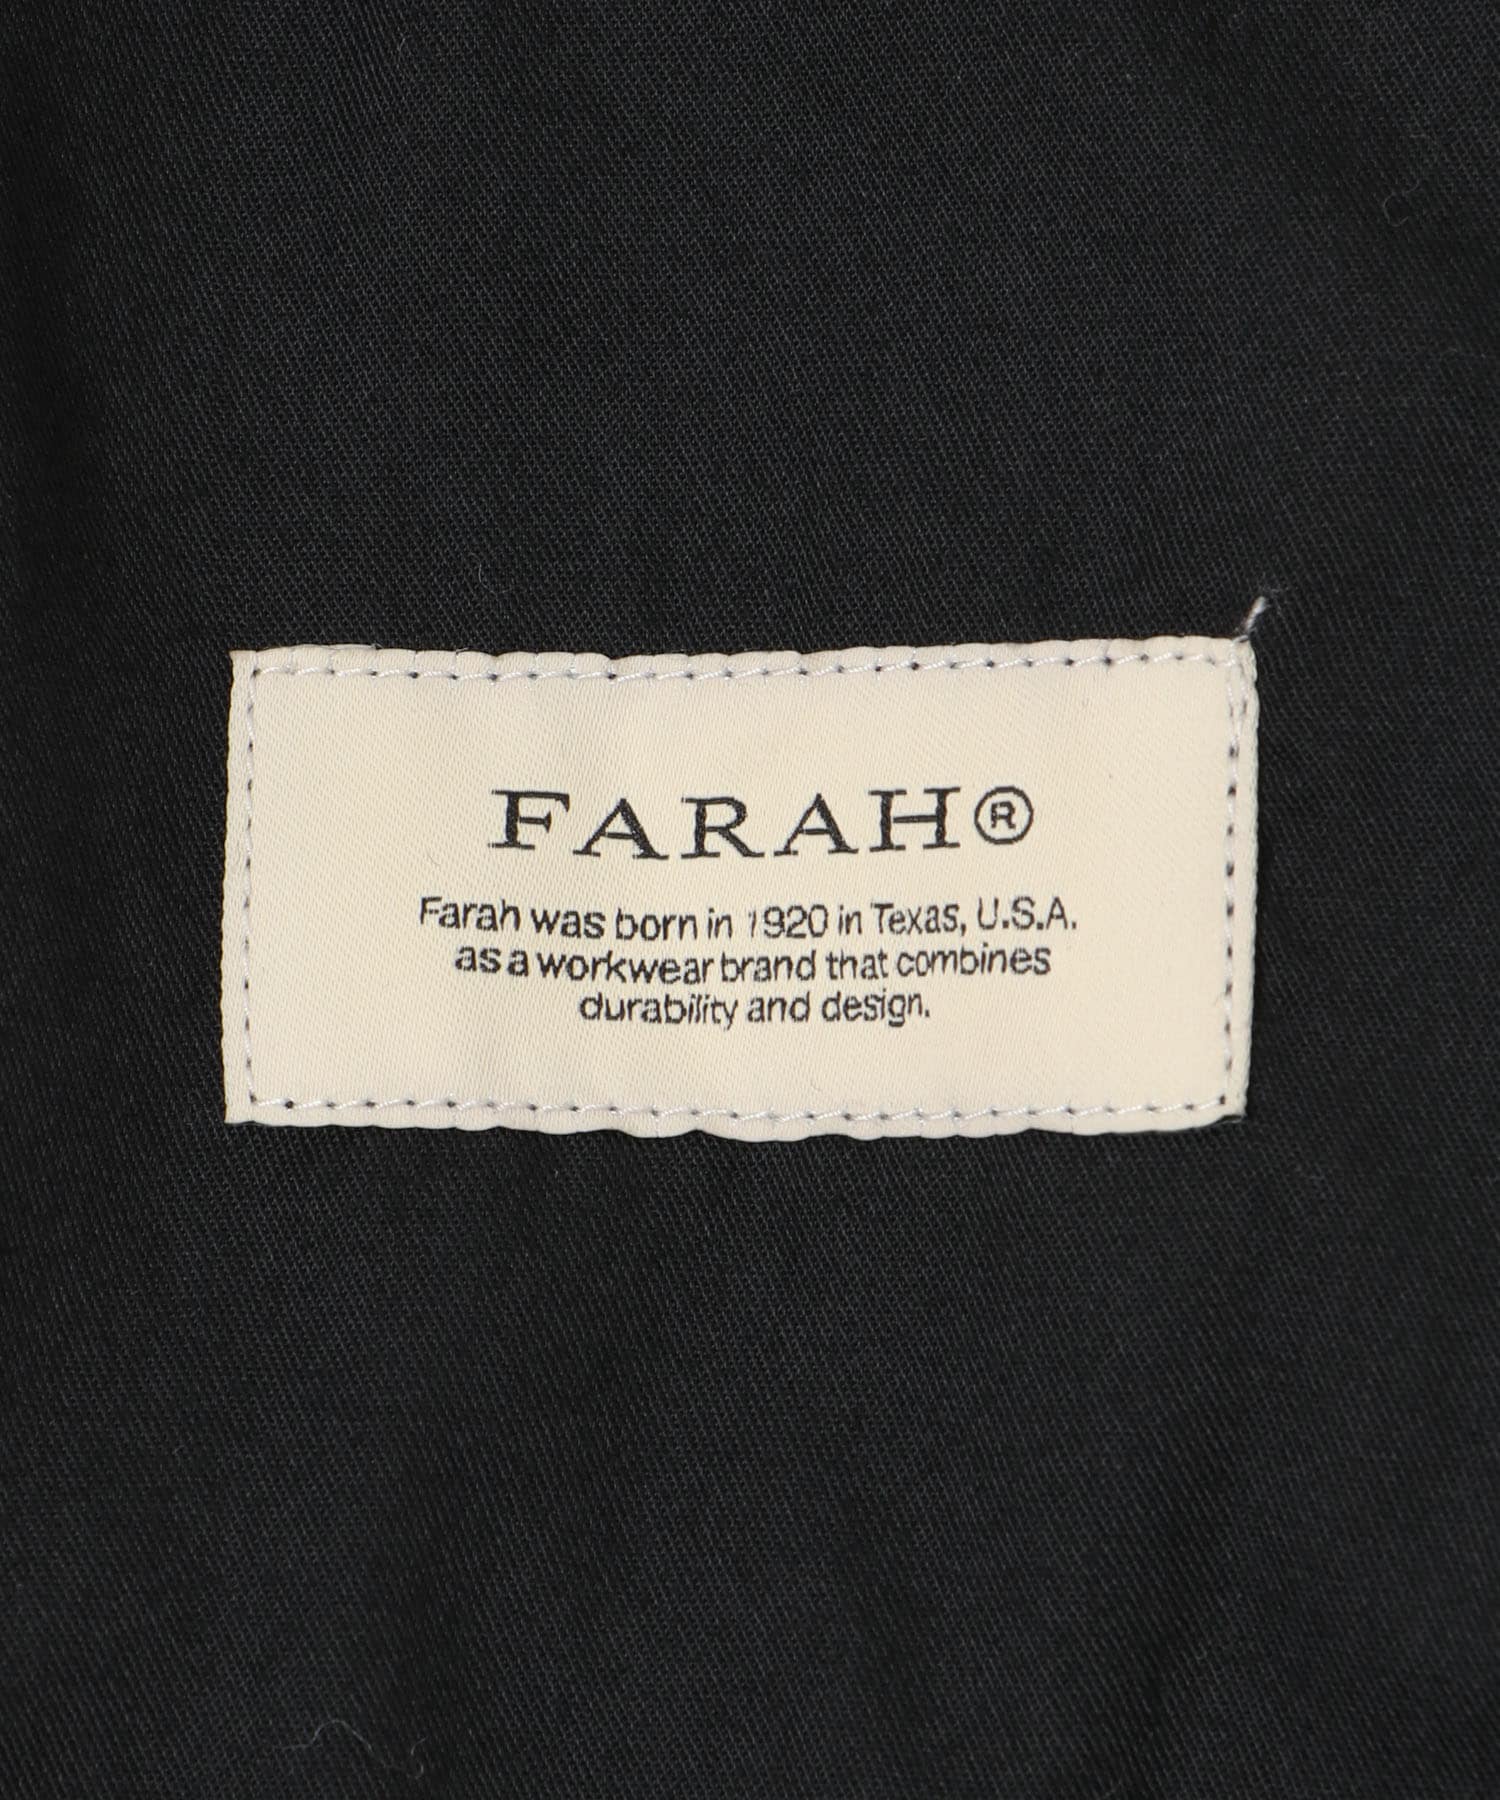 FARAH®
Farah was born in 1920 in Texas, U.S.A.
as a workwear brand that combines
durability and design.